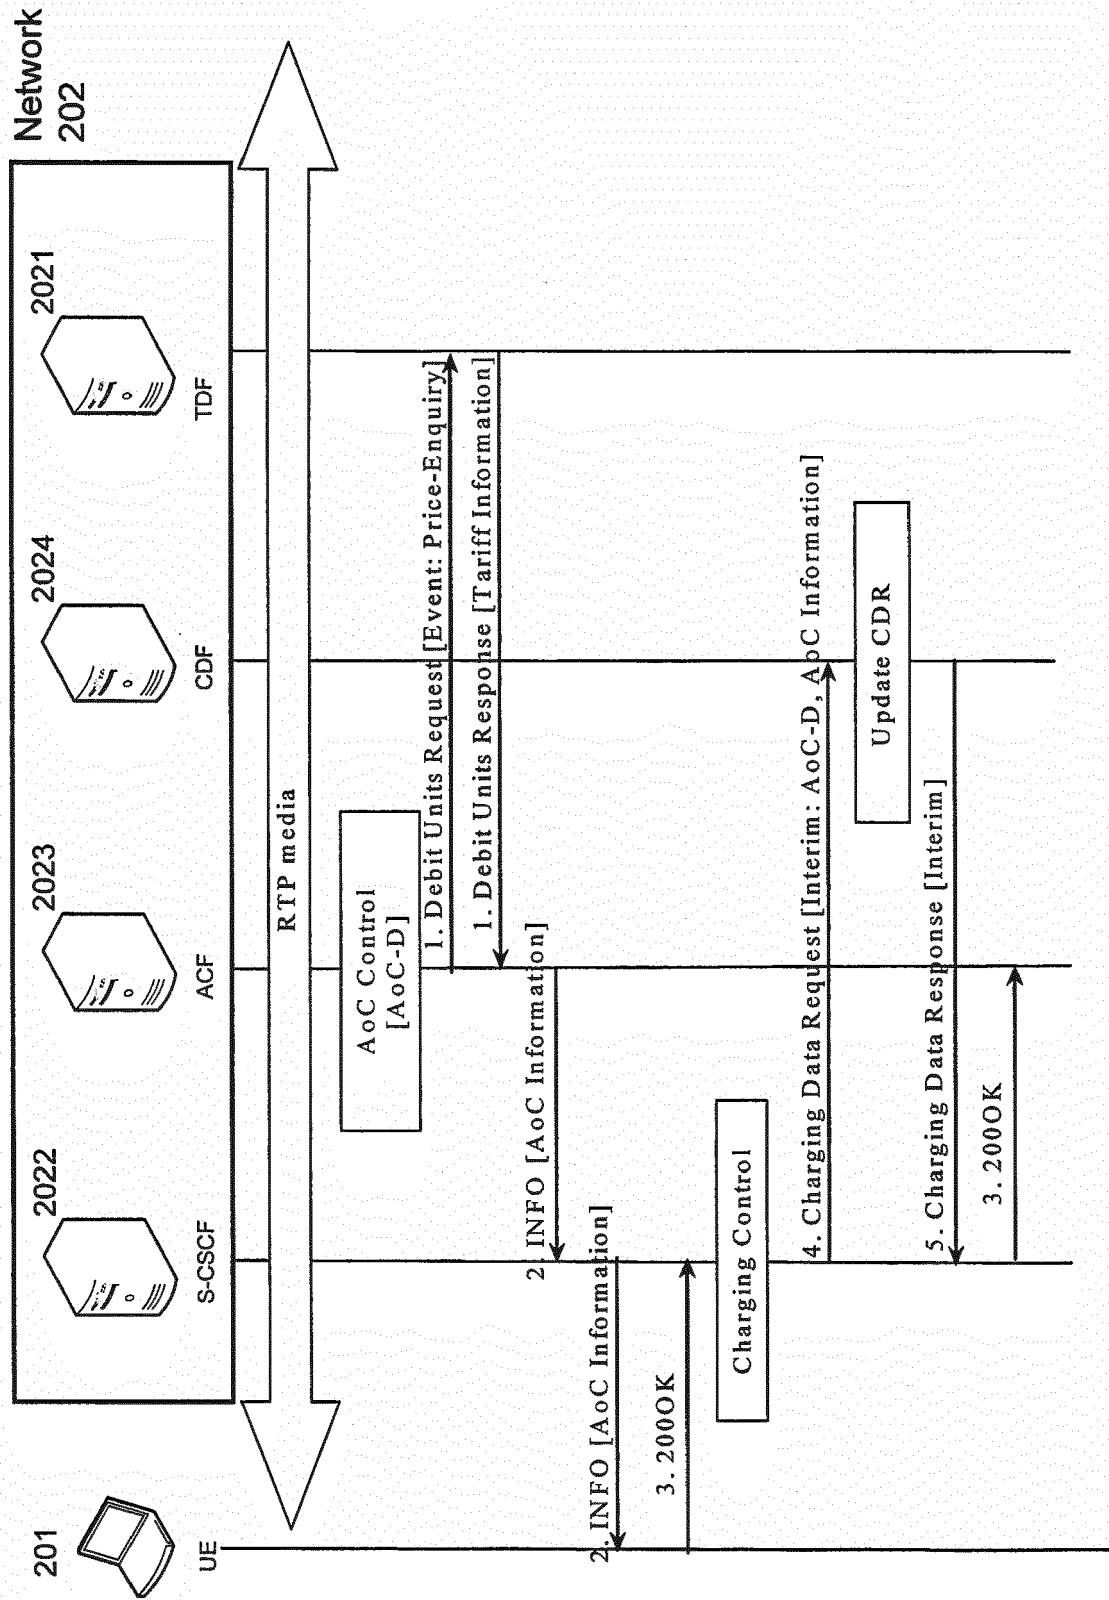 Network
202
201
UE
2022
S-CSCF
2023
ACF
2024
CDF
2021
TDF
RTP media
AoC Control
[AoC-D]
1. Debit Units Request [Event: Price-Enquiry]
1. Debit Units Response [Tariff Information]
2. INFO [AoC Information]
2. INFO [AoC Information]
3. 200OK
Charging Control
4. Charging Data Request [Interim: AoC-D, AoC Information]
Update CDR
5. Charging Data Response [Interim]
3. 200OK